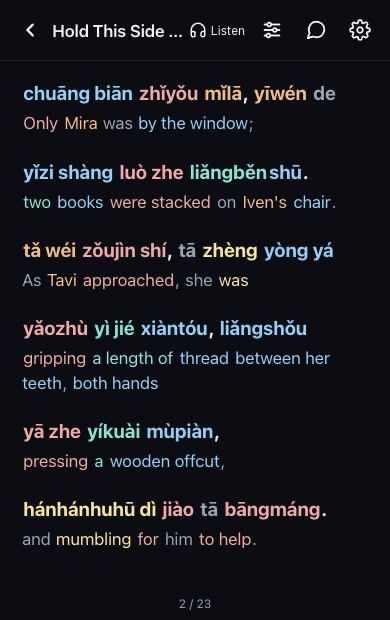 Hold This Side ... Listen
chuāng biān zhǐyǒu mǐlā, yīwén de
Only Mira was by the window;
yǐzi shàng luò zhe liǎngběn shū.
two books were stacked on Iven's chair.
tǎ wéi zǒujìn shí, tā zhèng yòng yá
As Tavi approached, she was
yǎozhù yì jié xiàntóu, liǎngshǒu
gripping a length of thread between her
teeth, both hands
yā zhe yíkuài mùpiàn,
pressing a wooden offcut,
hánhánhuhū dì jiào tā bāngmáng.
and mumbling for him to help.
2 / 23